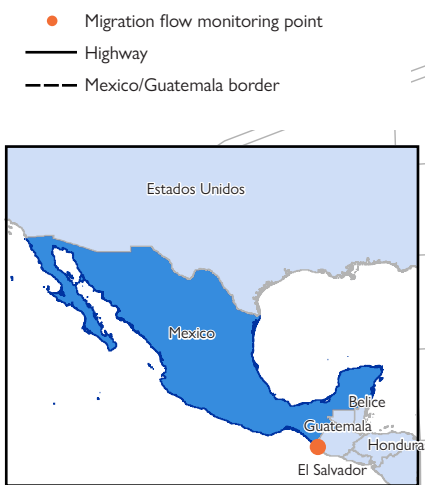 Migration flow monitoring point
Highway
Mexico/Guatemala border
Estados Unidos
Mexico
Belice
Guatemala
Hondura
El Salvador